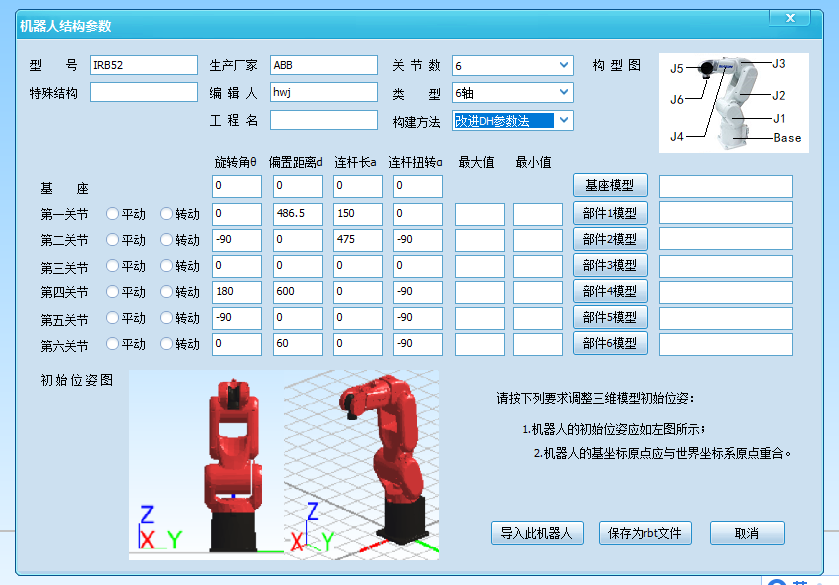 机器人结构参数
型 号 IRB52 生产厂家 ABB 关 节 数 6 构 型 图
特殊结构 编 辑 人 hwj 类 型 6轴
工 程 名 构建方法 改进DH参数法
J5 J3
J6 J2
J1
J4 Base
旋转角θ 偏置距离d 连杆长a 连杆扭转α 最大值 最小值
基 座 0 0 0 0 基座模型
第一关节 平动 转动 0 486.5 150 0 部件1模型
第二关节 平动 转动 -90 0 475 -90 部件2模型
第三关节 平动 转动 0 0 0 0 部件3模型
第四关节 平动 转动 180 600 0 -90 部件4模型
第五关节 平动 转动 -90 0 0 -90 部件5模型
第六关节 平动 转动 0 60 0 -90 部件6模型
初始位姿图
Z X Y
Z X Y
请按下列要求调整三维模型初始位姿：
1.机器人的初始位姿应如左图所示；
2.机器人的基坐标原点应与世界坐标系原点重合。
导入此机器人 保存为rbt文件 取消